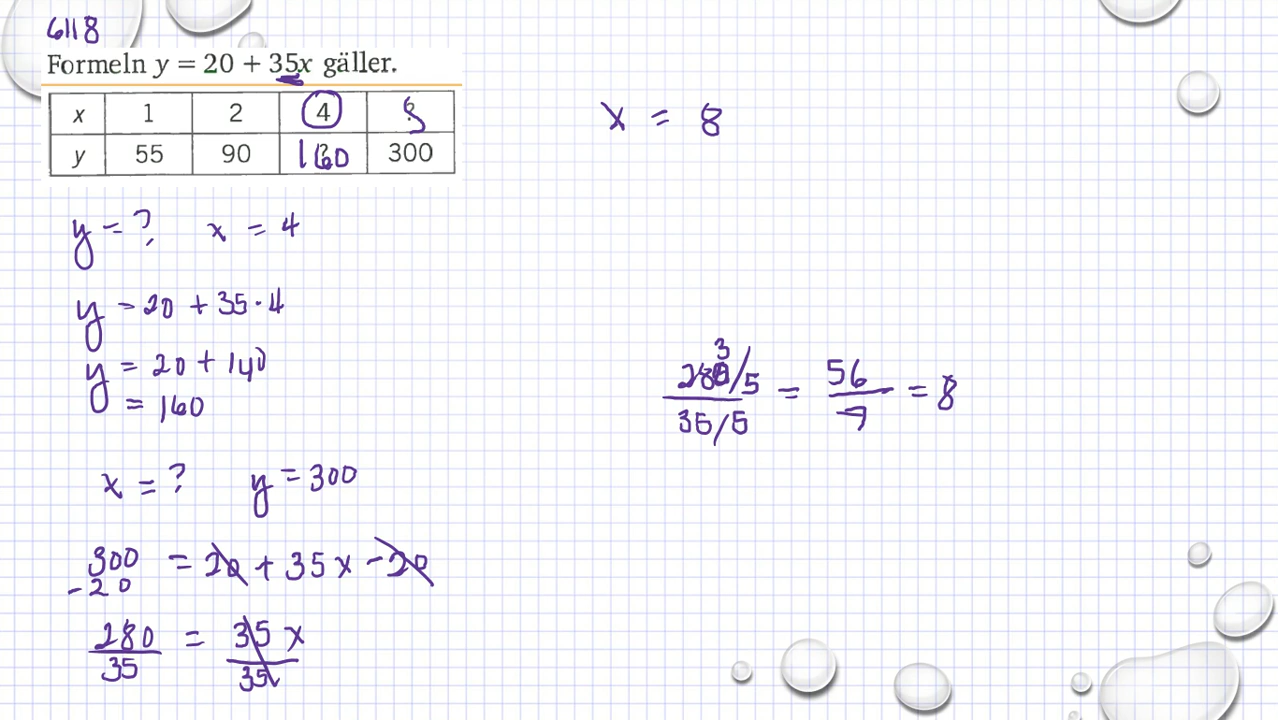 6118
Formeln y = 20 + 35x gäller.
x 1 2 4 8
y 55 90 160 300
y = ? x = 4
y = 20 + 35 · 4
y = 20 + 140
= 160
x = ? y = 300
300 = 20 + 35x - 20
- 20
280 = 35x
35 35
x = 8
3
280/5 = 56 = 8
35/5 7